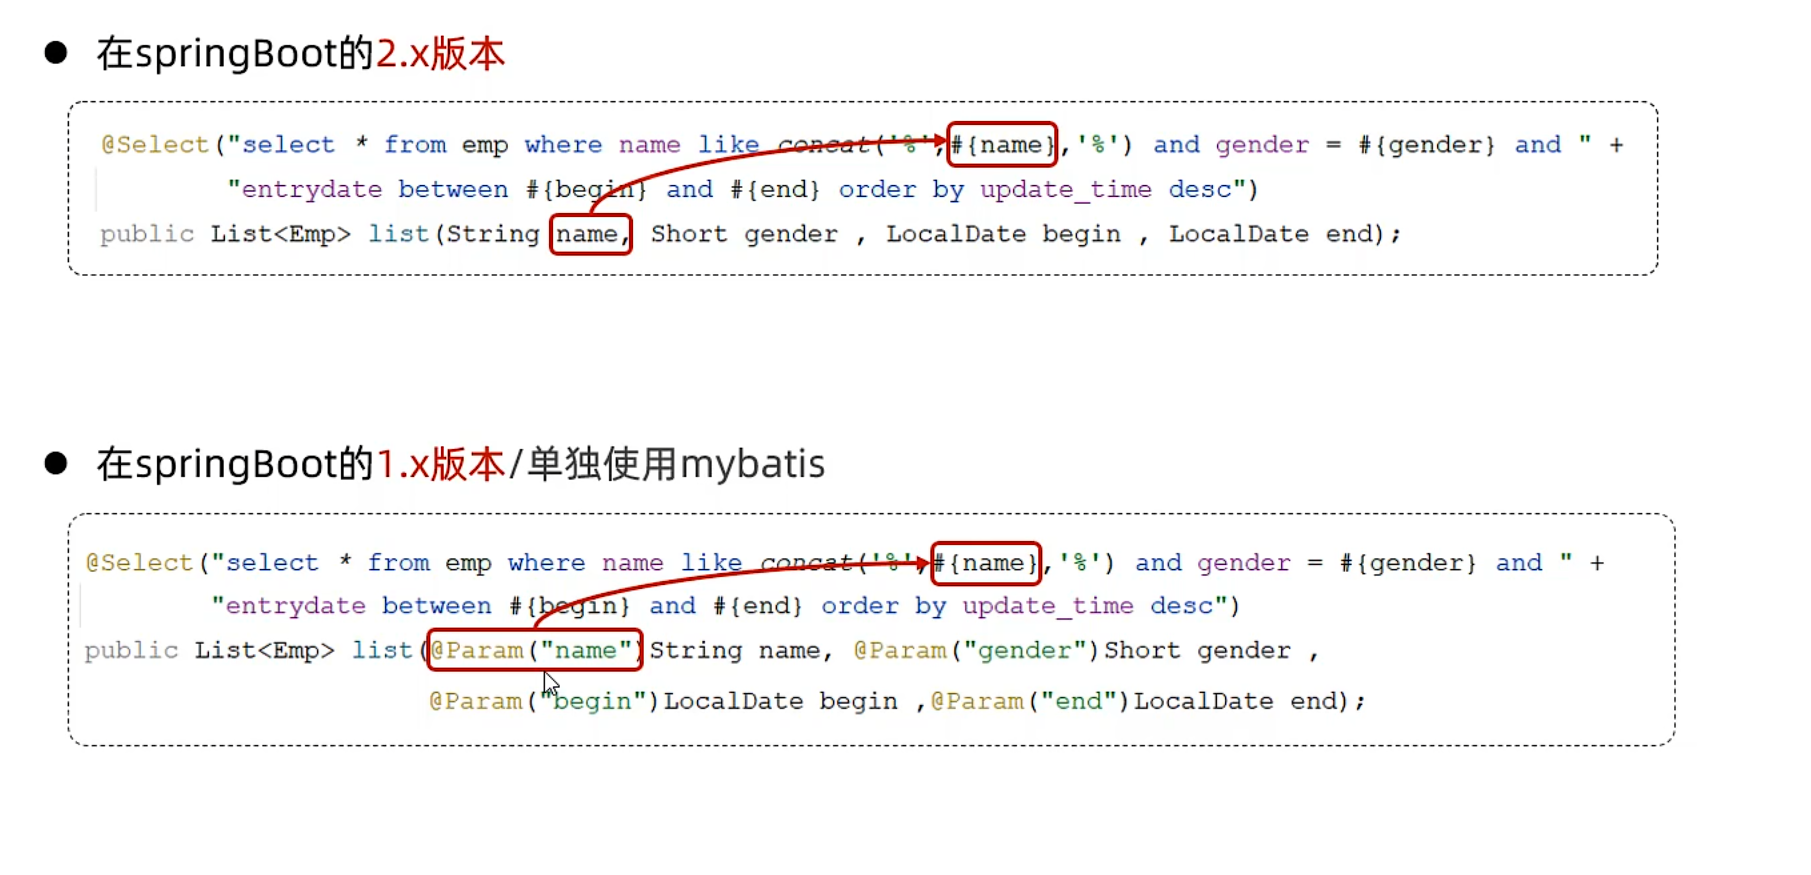 ● 在springBoot的2.x版本
@Select("select * from emp where name like concat('%',#{name},'%') and gender = #{gender} and " +
"entrydate between #{begin} and #{end} order by update_time desc")
public List<Emp> list(String name, Short gender , LocalDate begin , LocalDate end);
● 在springBoot的1.x版本/单独使用mybatis
@Select("select * from emp where name like concat('%',#{name},'%') and gender = #{gender} and " +
"entrydate between #{begin} and #{end} order by update_time desc")
public List<Emp> list(@Param("name")String name, @Param("gender")Short gender ,
@Param("begin")LocalDate begin ,@Param("end")LocalDate end);